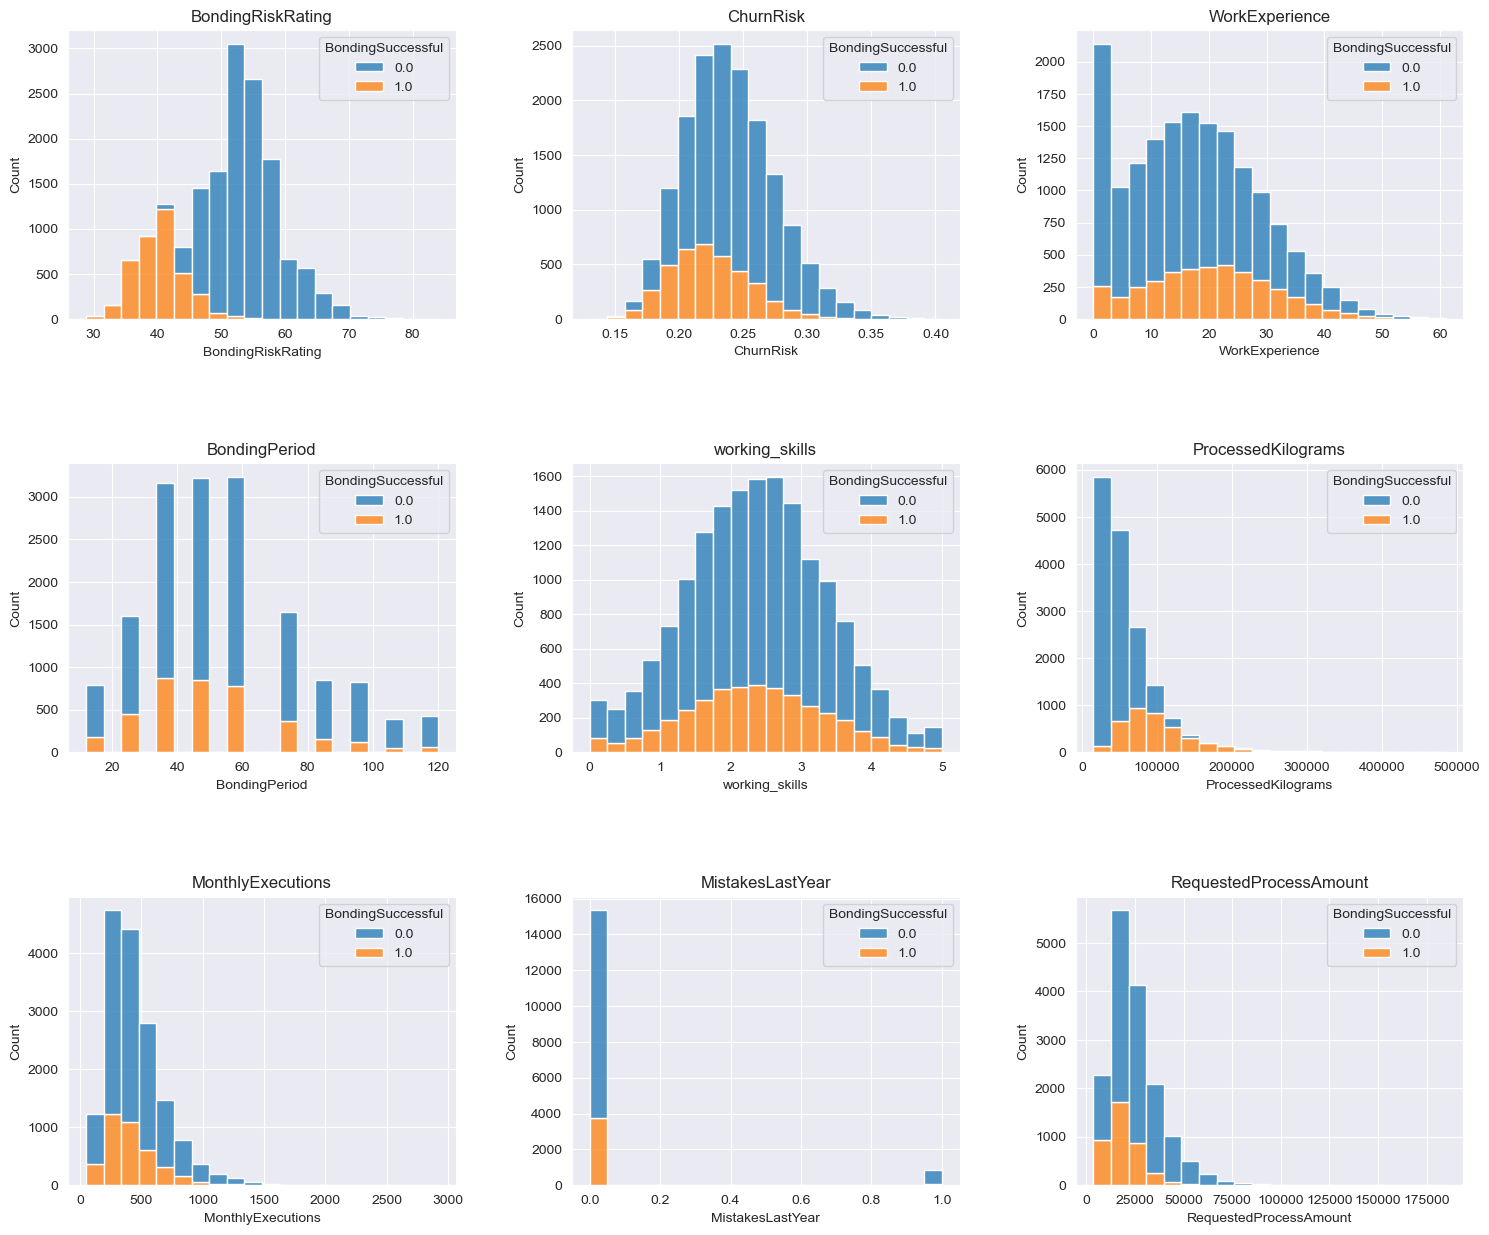 BondingRiskRating
3000
2500
2000
1500
1000
500
0
Count
30 40 50 60 70 80
BondingRiskRating
BondingSuccessful
0.0
1.0
ChurnRisk
2500
2000
1500
1000
500
0
Count
0.15 0.20 0.25 0.30 0.35 0.40
ChurnRisk
BondingSuccessful
0.0
1.0
WorkExperience
2000
1750
1500
1250
1000
750
500
250
0
Count
0 10 20 30 40 50 60
WorkExperience
BondingSuccessful
0.0
1.0
BondingPeriod
3000
2500
2000
1500
1000
500
0
Count
20 40 60 80 100 120
BondingPeriod
BondingSuccessful
0.0
1.0
working_skills
1600
1400
1200
1000
800
600
400
200
0
Count
0 1 2 3 4 5
working_skills
BondingSuccessful
0.0
1.0
ProcessedKilograms
6000
5000
4000
3000
2000
1000
0
Count
0 100000 200000 300000 400000 500000
ProcessedKilograms
BondingSuccessful
0.0
1.0
MonthlyExecutions
4000
3000
2000
1000
0
Count
0 500 1000 1500 2000 2500 3000
MonthlyExecutions
BondingSuccessful
0.0
1.0
MistakesLastYear
16000
14000
12000
10000
8000
6000
4000
2000
0
Count
0.0 0.2 0.4 0.6 0.8 1.0
MistakesLastYear
BondingSuccessful
0.0
1.0
RequestedProcessAmount
5000
4000
3000
2000
1000
0
Count
0 25000 50000 75000 100000 125000 150000 175000
RequestedProcessAmount
BondingSuccessful
0.0
1.0